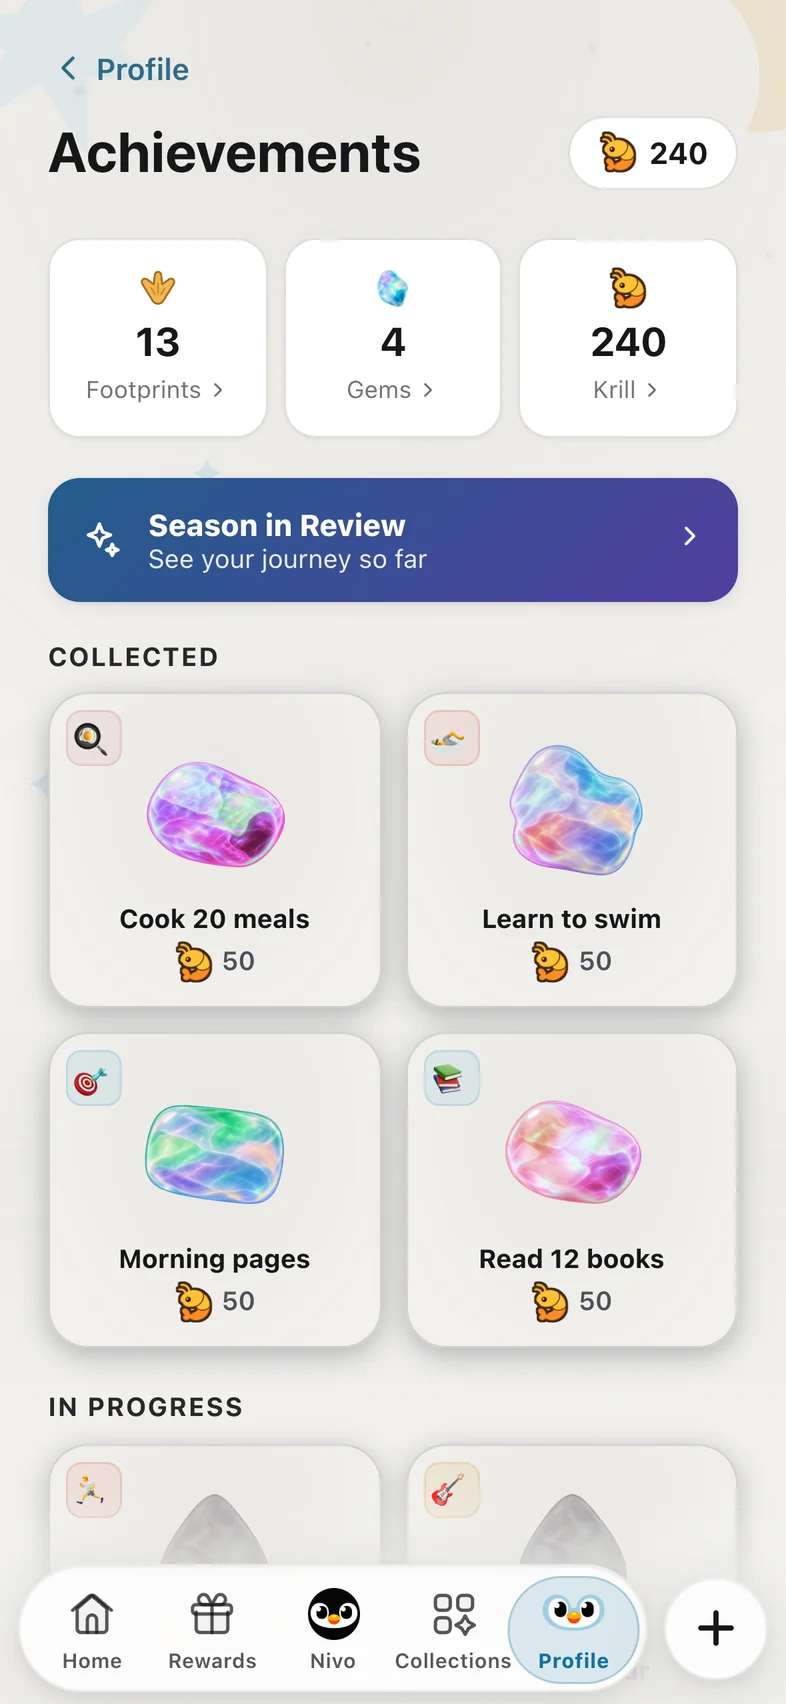 Profile
Achievements
240
13
Footprints
4
Gems
240
Krill
Season in Review
See your journey so far
COLLECTED
Cook 20 meals
50
Learn to swim
50
Morning pages
50
Read 12 books
50
IN PROGRESS
Home
Rewards
Nivo
Collections
Profile